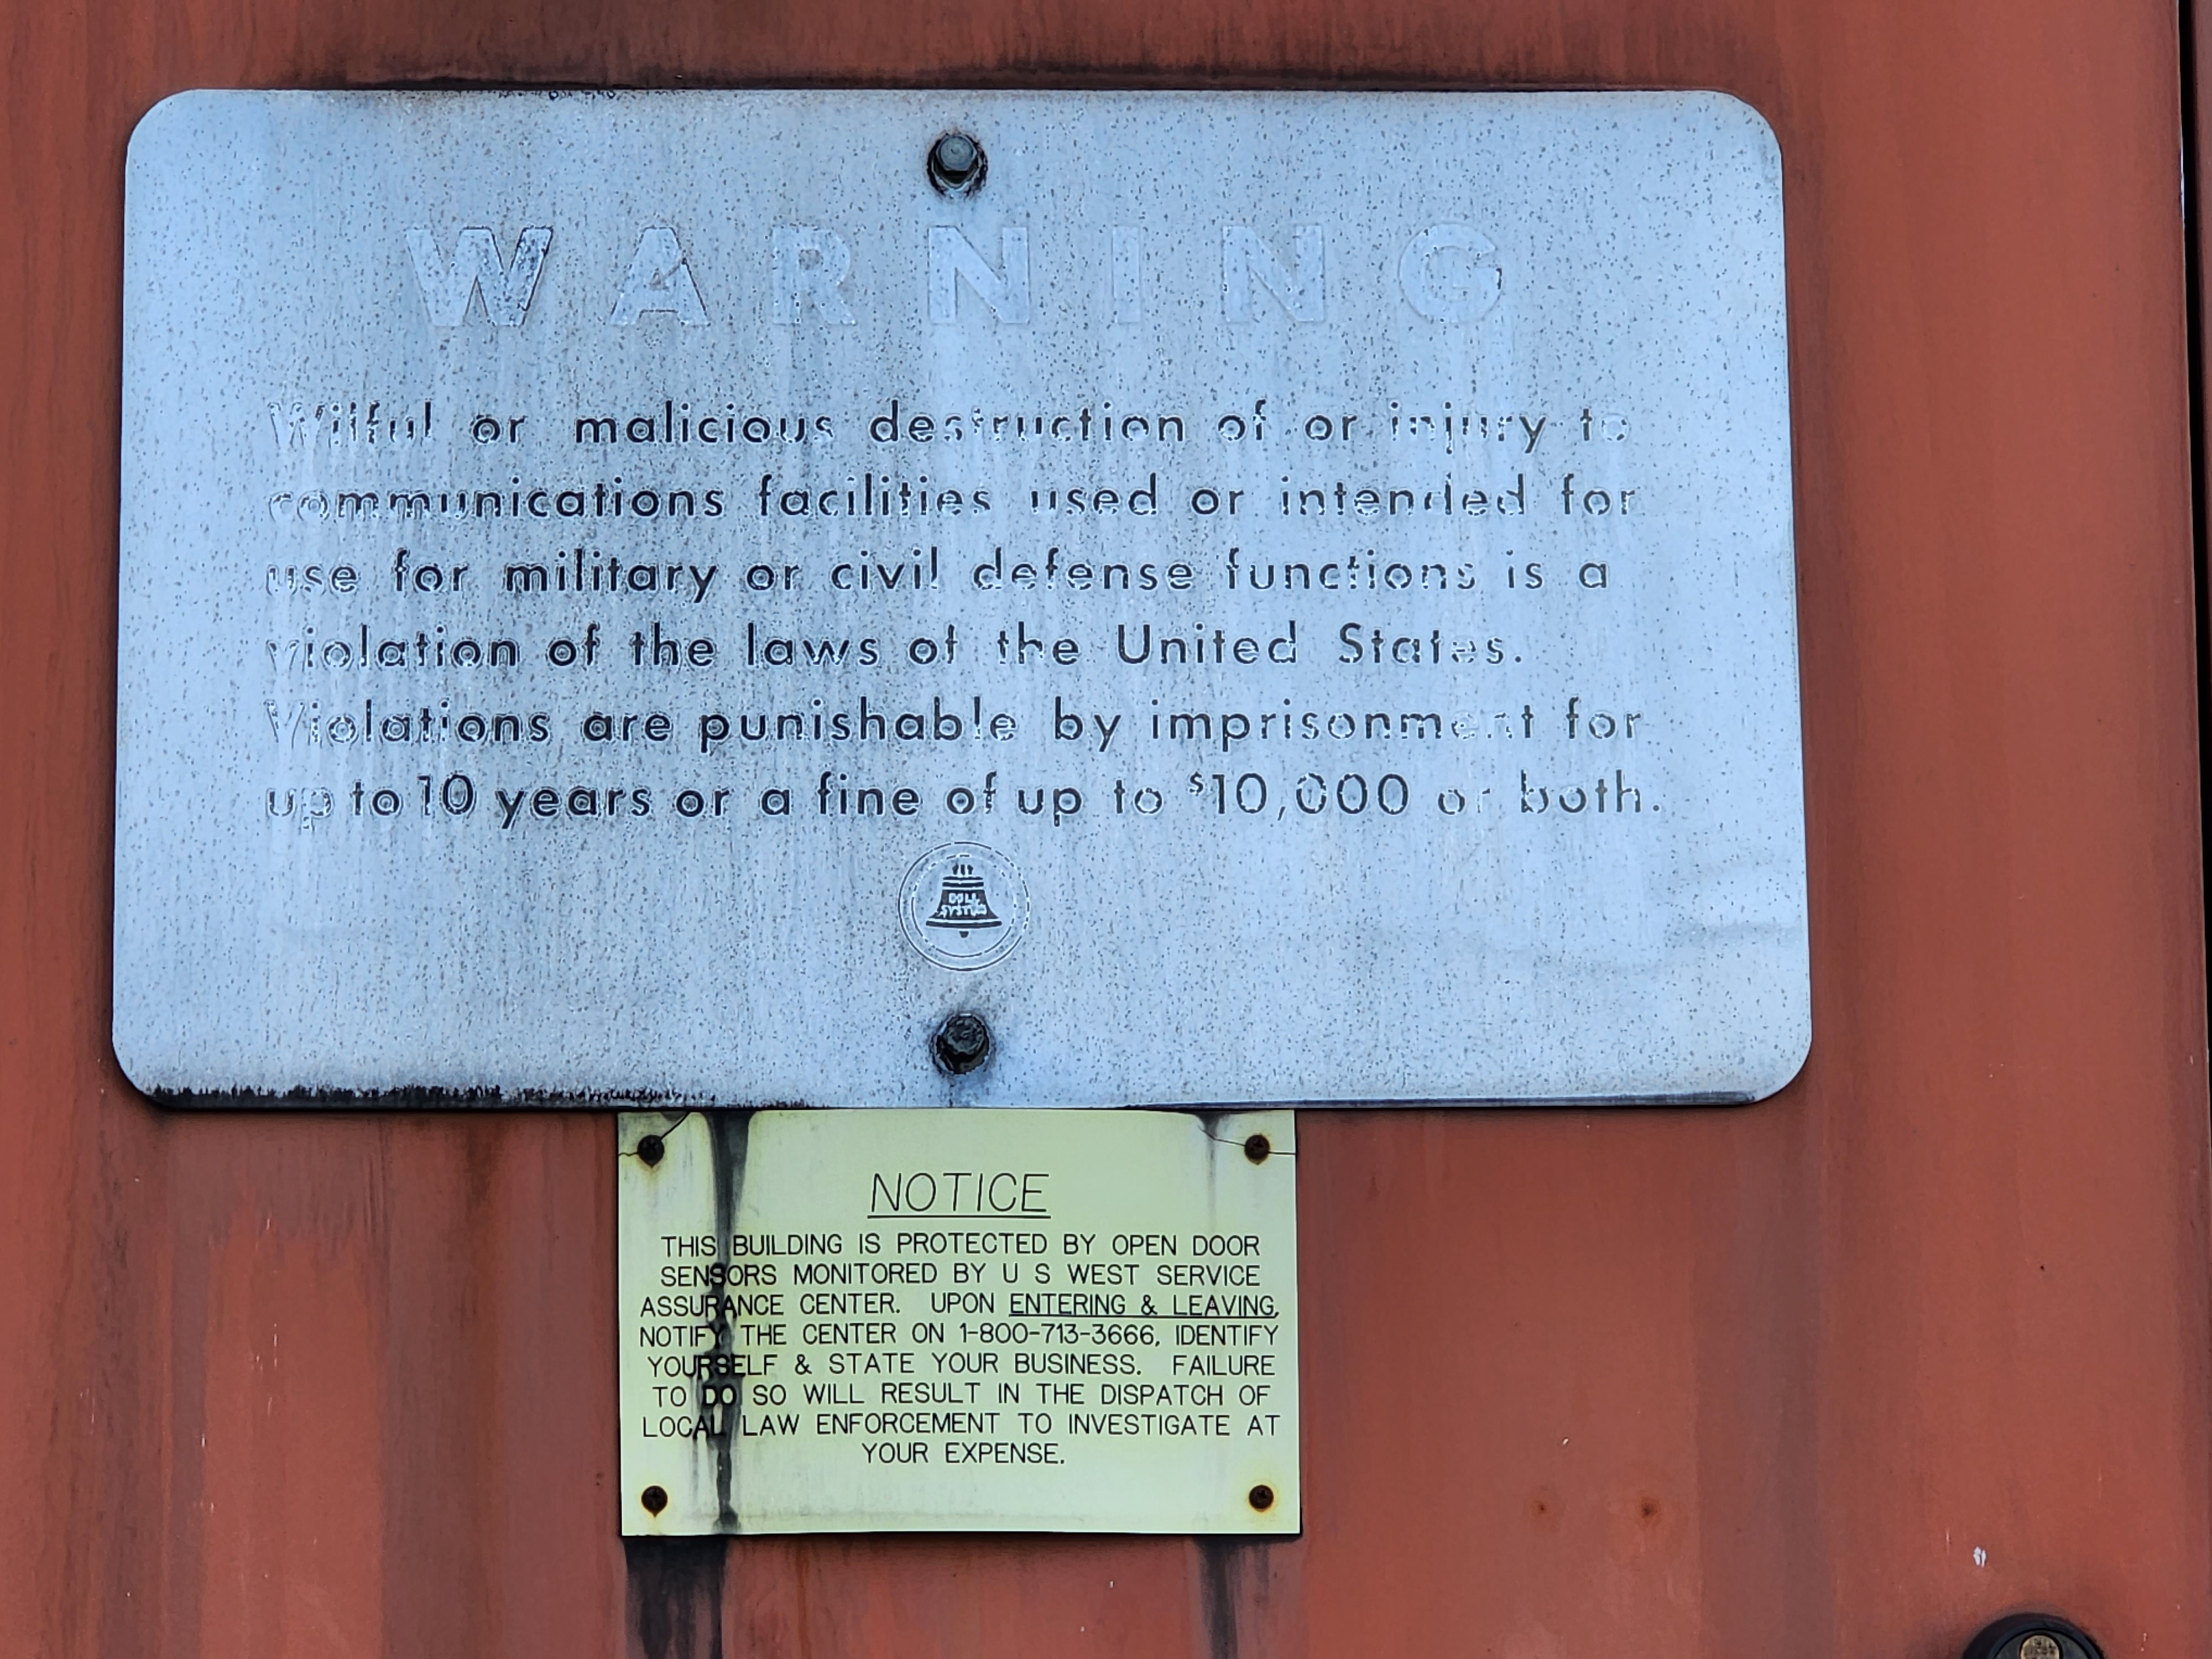 WARNING
Wilful or malicious destruction of or injury to
communications facilities used or intended for
use for military or civil defense functions is a
violation of the laws of the United States.
Violations are punishable by imprisonment for
up to 10 years or a fine of up to $10,000 or both.
BELL
SYSTEM
NOTICE
THIS BUILDING IS PROTECTED BY OPEN DOOR
SENSORS MONITORED BY U S WEST SERVICE
ASSURANCE CENTER. UPON ENTERING & LEAVING,
NOTIFY THE CENTER ON 1-800-713-3666, IDENTIFY
YOURSELF & STATE YOUR BUSINESS. FAILURE
TO DO SO WILL RESULT IN THE DISPATCH OF
LOCAL LAW ENFORCEMENT TO INVESTIGATE AT
YOUR EXPENSE.